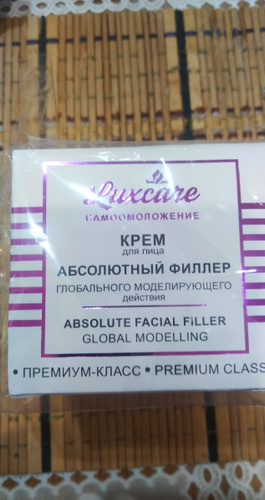 Luxcare
САМООМОЛОЖЕНИЕ
КРЕМ
для лица
АБСОЛЮТНЫЙ ФИЛЛЕР
ГЛОБАЛЬНОГО МОДЕЛИРУЮЩЕГО
действия
ABSOLUTE FACIAL FiLLER
GLOBAL MODELLING
• ПРЕМИУМ-КЛАСС • PREMIUM CLASS